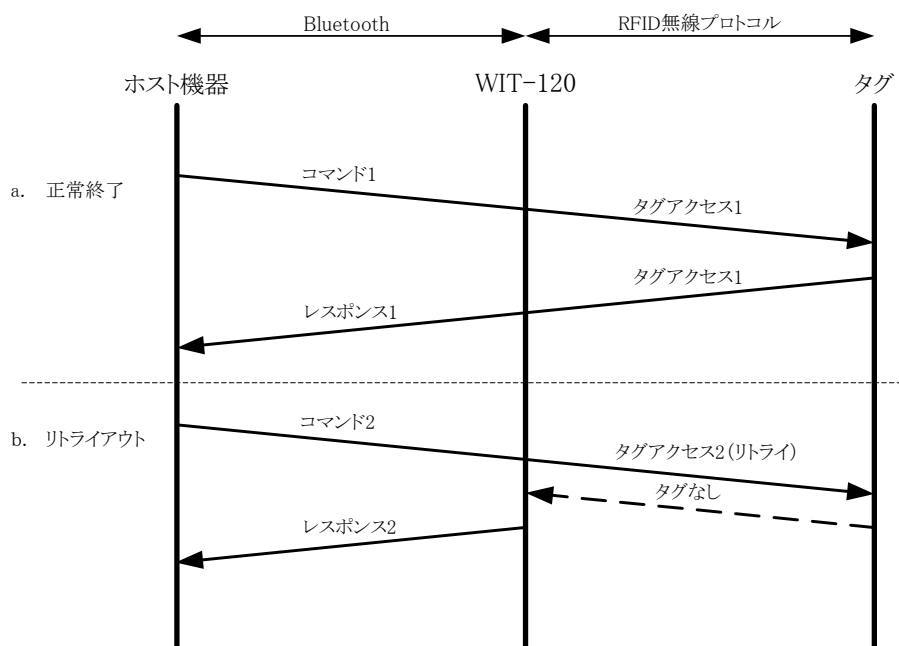 Bluetooth
RFID無線プロトコル
ホスト機器
WIT-120
タグ
a. 正常終了
コマンド1
タグアクセス1
タグアクセス1
レスポンス1
b. リトライアウト
コマンド2
タグアクセス2(リトライ)
タグなし
レスポンス2